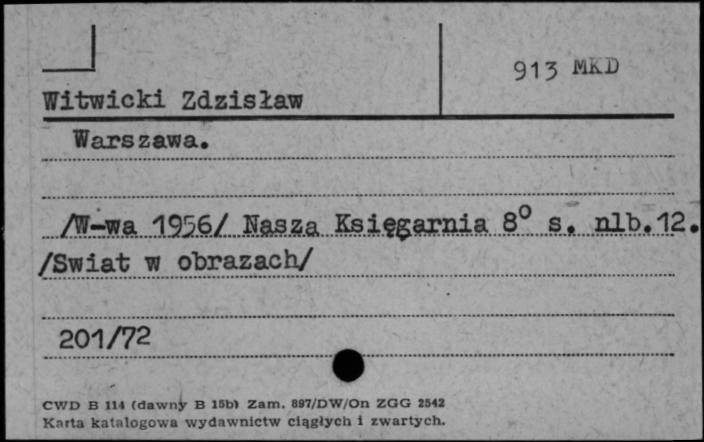 913 MKD
Witwicki Zdzisław
Warszawa.
/W-wa 1956/ Nasza Księgarnia 8° s. nlb.12.
/Swiat w obrazach/
201/72
CWD B 114 (dawny B 15b) Zam. 897/DW/On ZGG 2542
Karta katalogowa wydawnictw ciągłych i zwartych.